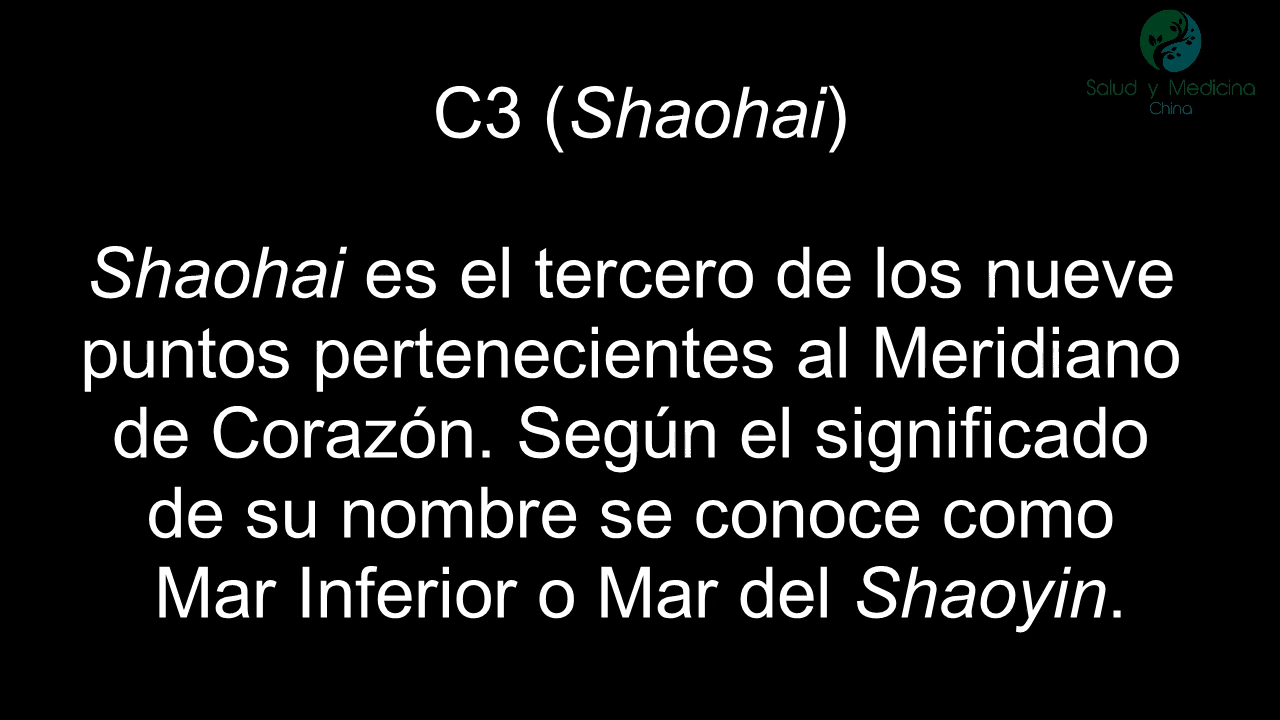 Salud y Medicina
China
C3 (Shaohai)
Shaohai es el tercero de los nueve
puntos pertenecientes al Meridiano
de Corazón. Según el significado
de su nombre se conoce como
Mar Inferior o Mar del Shaoyin.